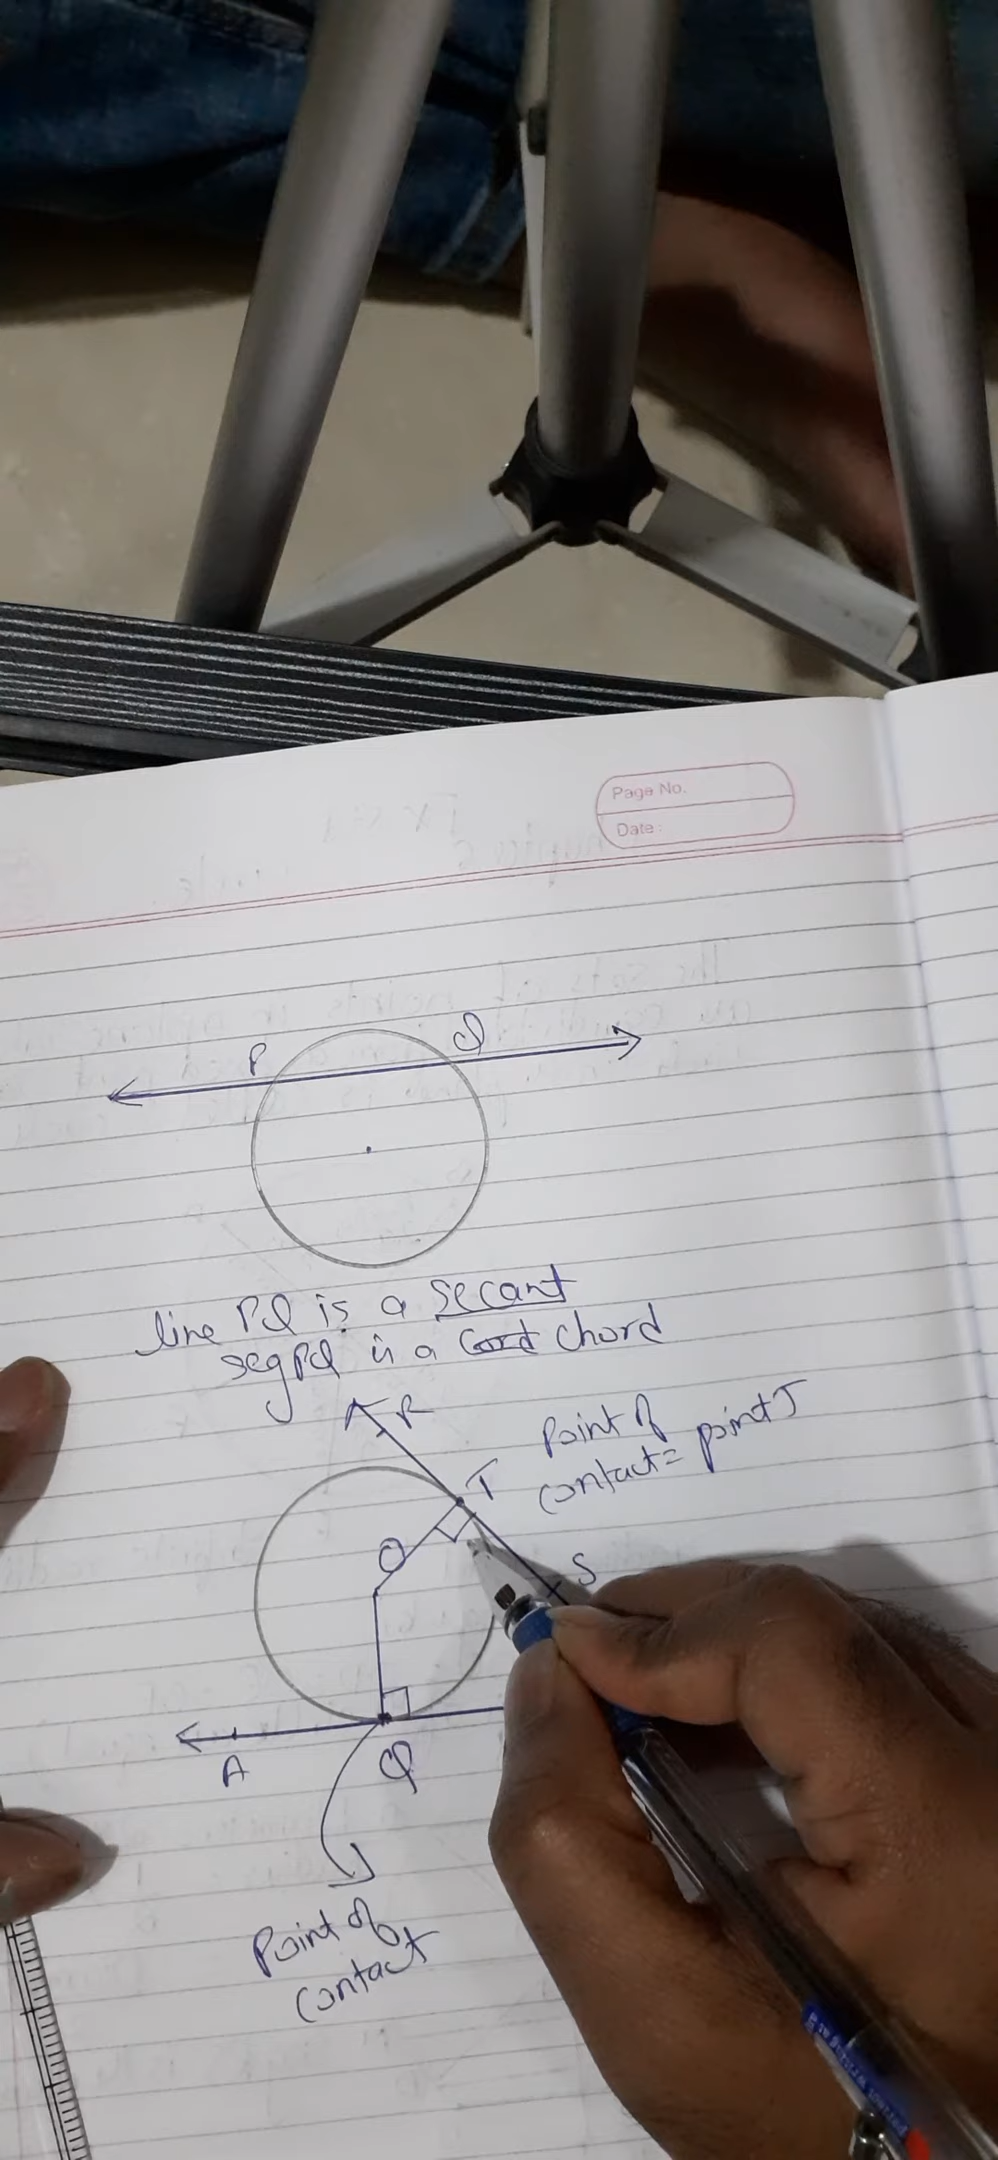 Page No.
Date:
P
Q
line PQ is a secant
seg PQ is a chord
R
Point of
contact = point T
T
O
S
A
Q
Point of
contact